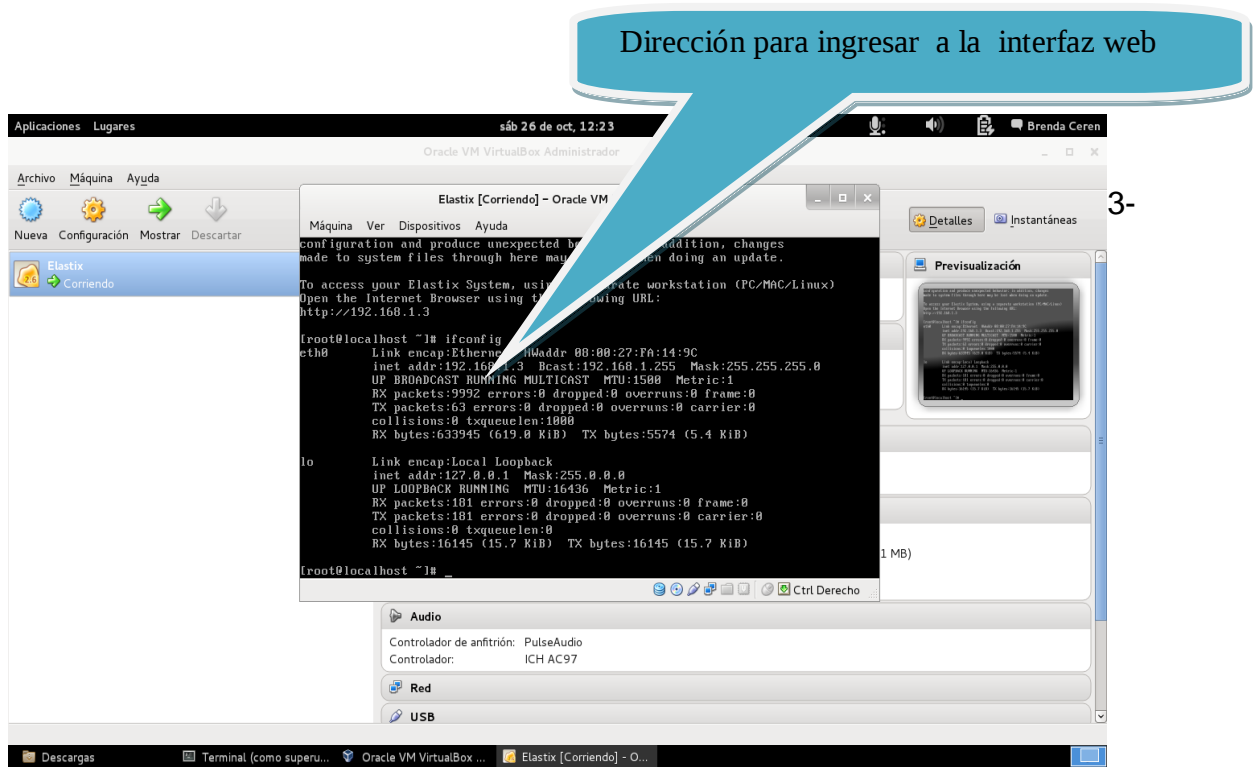 Dirección para ingresar a la interfaz web
Aplicaciones Lugares
sáb 26 de oct, 12:23
Brenda Ceren
Oracle VM VirtualBox Administrador
Archivo Máquina Ayuda
Nueva Configuración Mostrar Descartar
Detalles Instantáneas
3-
Elastix
Corriendo
2.6
Previsualización
Elastix [Corriendo] – Oracle VM
Máquina Ver Dispositivos Ayuda
configuration and produce unexpected b addition, changes
made to system files through here may en doing an update.
To access your Elastix System, usin rate workstation (PC/MAC/Linux)
Open the Internet Browser using t owing URL:
http://192.168.1.3
[root@localhost ~]# ifconfig
eth0 Link encap:Ethernet HWaddr 08:00:27:FA:14:9C
inet addr:192.168.1.3 Bcast:192.168.1.255 Mask:255.255.255.0
UP BROADCAST RUNNING MULTICAST MTU:1500 Metric:1
RX packets:9992 errors:0 dropped:0 overruns:0 frame:0
TX packets:63 errors:0 dropped:0 overruns:0 carrier:0
collisions:0 txqueuelen:1000
RX bytes:633945 (619.0 KiB) TX bytes:5574 (5.4 KiB)
lo Link encap:Local Loopback
inet addr:127.0.0.1 Mask:255.0.0.0
UP LOOPBACK RUNNING MTU:16436 Metric:1
RX packets:181 errors:0 dropped:0 overruns:0 frame:0
TX packets:181 errors:0 dropped:0 overruns:0 carrier:0
collisions:0 txqueuelen:0
RX bytes:16145 (15.7 KiB) TX bytes:16145 (15.7 KiB)
[root@localhost ~]# _
Ctrl Derecho
1 MB)
Audio
Controlador de anfitrión: PulseAudio
Controlador: ICH AC97
Red
USB
Descargas
Terminal (como superu...
Oracle VM VirtualBox ...
Elastix [Corriendo] - O...